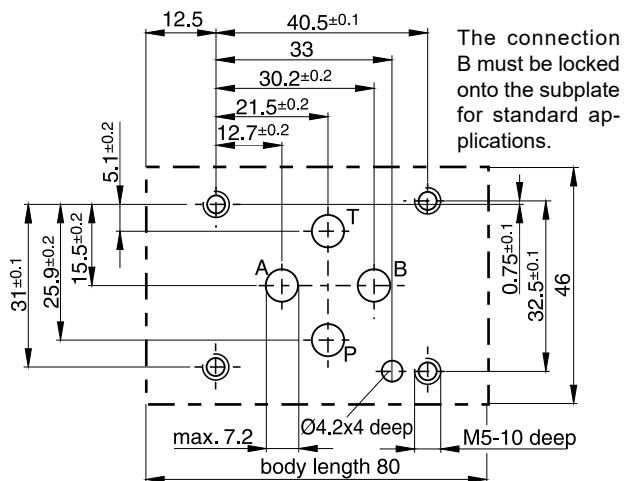 12.5
40.5±0.1
33
30.2±0.2
21.5±0.2
12.7±0.2
The connection
B must be locked
onto the subplate
for standard ap-
plications.
5.1±0.2
T
A
B
P
31±0.1
25.9±0.2
15.5±0.2
0.75±0.1
32.5±0.1
46
Ø4.2x4 deep
max. 7.2
M5-10 deep
body length 80